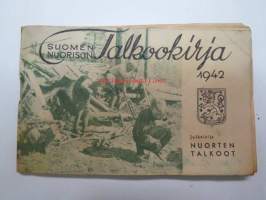 SUOMEN
NUORISON
Talkookirja
1942
Julkaisija
NUORTEN
TALKOOT